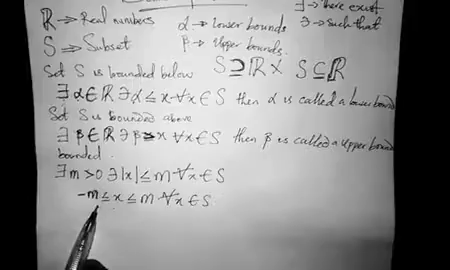 ℝ ⇒ Real numbers α → Lower bounds ∃ → There exist
S ⇒ Subset β → Upper bounds. ∋ → such that
Set S is bounded below S ⊇ ℝ × S ⊆ ℝ
∃ α ∈ ℝ ∋ α ≤ x ∀ x ∈ S then α is called a lower bound
Set S is bounded above
∃ β ∈ ℝ ∋ β ≥ x ∀ x ∈ S then β is called a upper bound
bounded.
∃ m > 0 ∋ |x| ≤ m ∀ x ∈ S
-m ≤ x ≤ m ∀ x ∈ S.